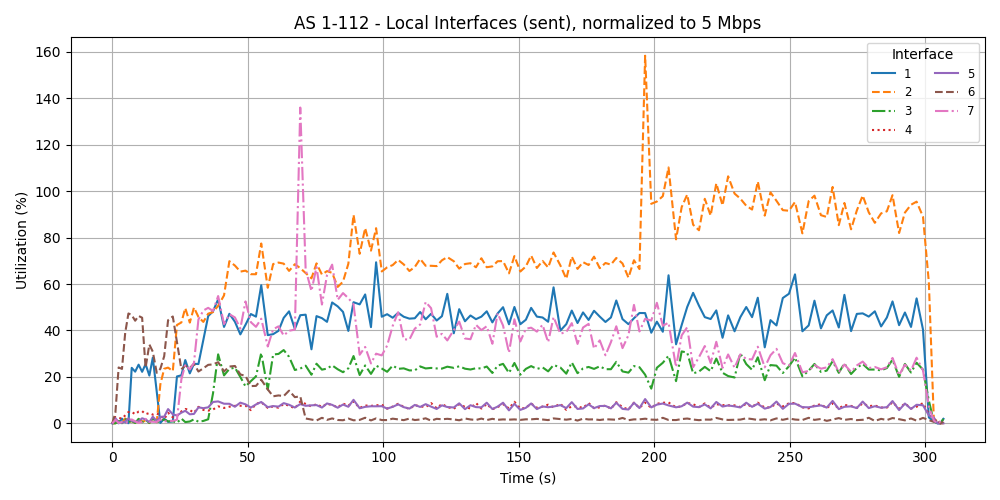 AS 1-112 - Local Interfaces (sent), normalized to 5 Mbps
Utilization (%)
160
140
120
100
80
60
40
20
0
0 50 100 150 200 250 300
Time (s)
Interface
1 5
2 6
3 7
4